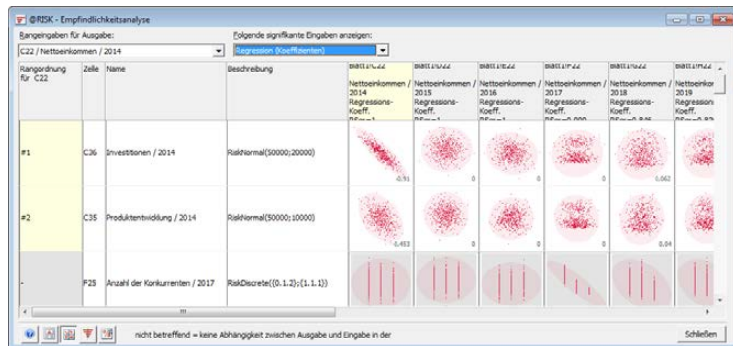 @RISK - Empfindlichkeitsanalyse
Rangeingaben für Ausgabe:
Folgende signifikante Eingaben anzeigen:
C22 / Nettoeinkommen / 2014
Regression (Koeffizienten)
Rangordnung für C22
Zelle
Name
Beschreibung
Nettoeinkommen / 2014 Regressions-Koeff.
Nettoeinkommen / 2015 Regressions-Koeff.
Nettoeinkommen / 2016 Regressions-Koeff.
Nettoeinkommen / 2017 Regressions-Koeff.
Nettoeinkommen / 2018 Regressions-Koeff.
Nettoeinkommen 2019 Regressions-Koeff.
#1
C36
Investitionen / 2014
RiskNormal(50000;20000)
-0.91
0
0
0
0.062
#2
C35
Produktentwicklung / 2014
RiskNormal(50000;10000)
-0.453
0
0
0
0.04
-
F25
Anzahl der Konkurrenten / 2017
RiskDiscrete({0.1.2};{1.1.1})
nicht betreffend = keine Abhängigkeit zwischen Ausgabe und Eingabe in der
Schließen